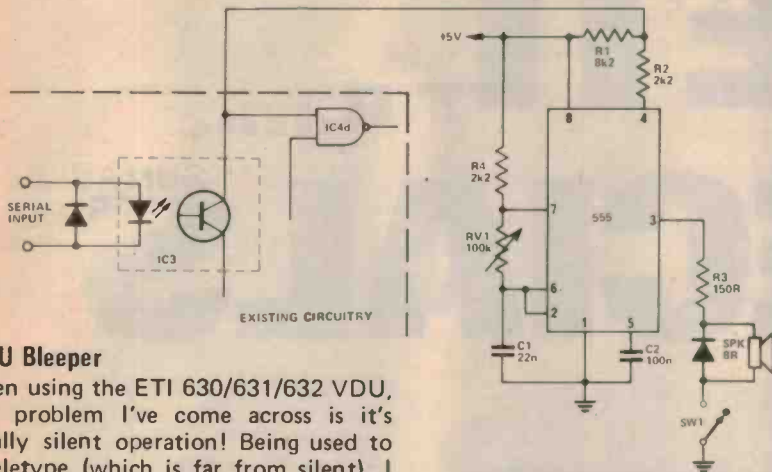 +5V
R1
8k2
R2
2k2
8
4
IC4d
R4
2k2
7
555
3
SERIAL
INPUT
RV1
100k
IC3
6
2
R3
150R
EXISTING CIRCUITRY
1
5
C1
22n
C2
100n
SPK
8R
SW1
U Bleeper
en using the ETI 630/631/632 VDU,
problem I've come across is it's
ally silent operation! Being used to
eletype (which is far from silent), I